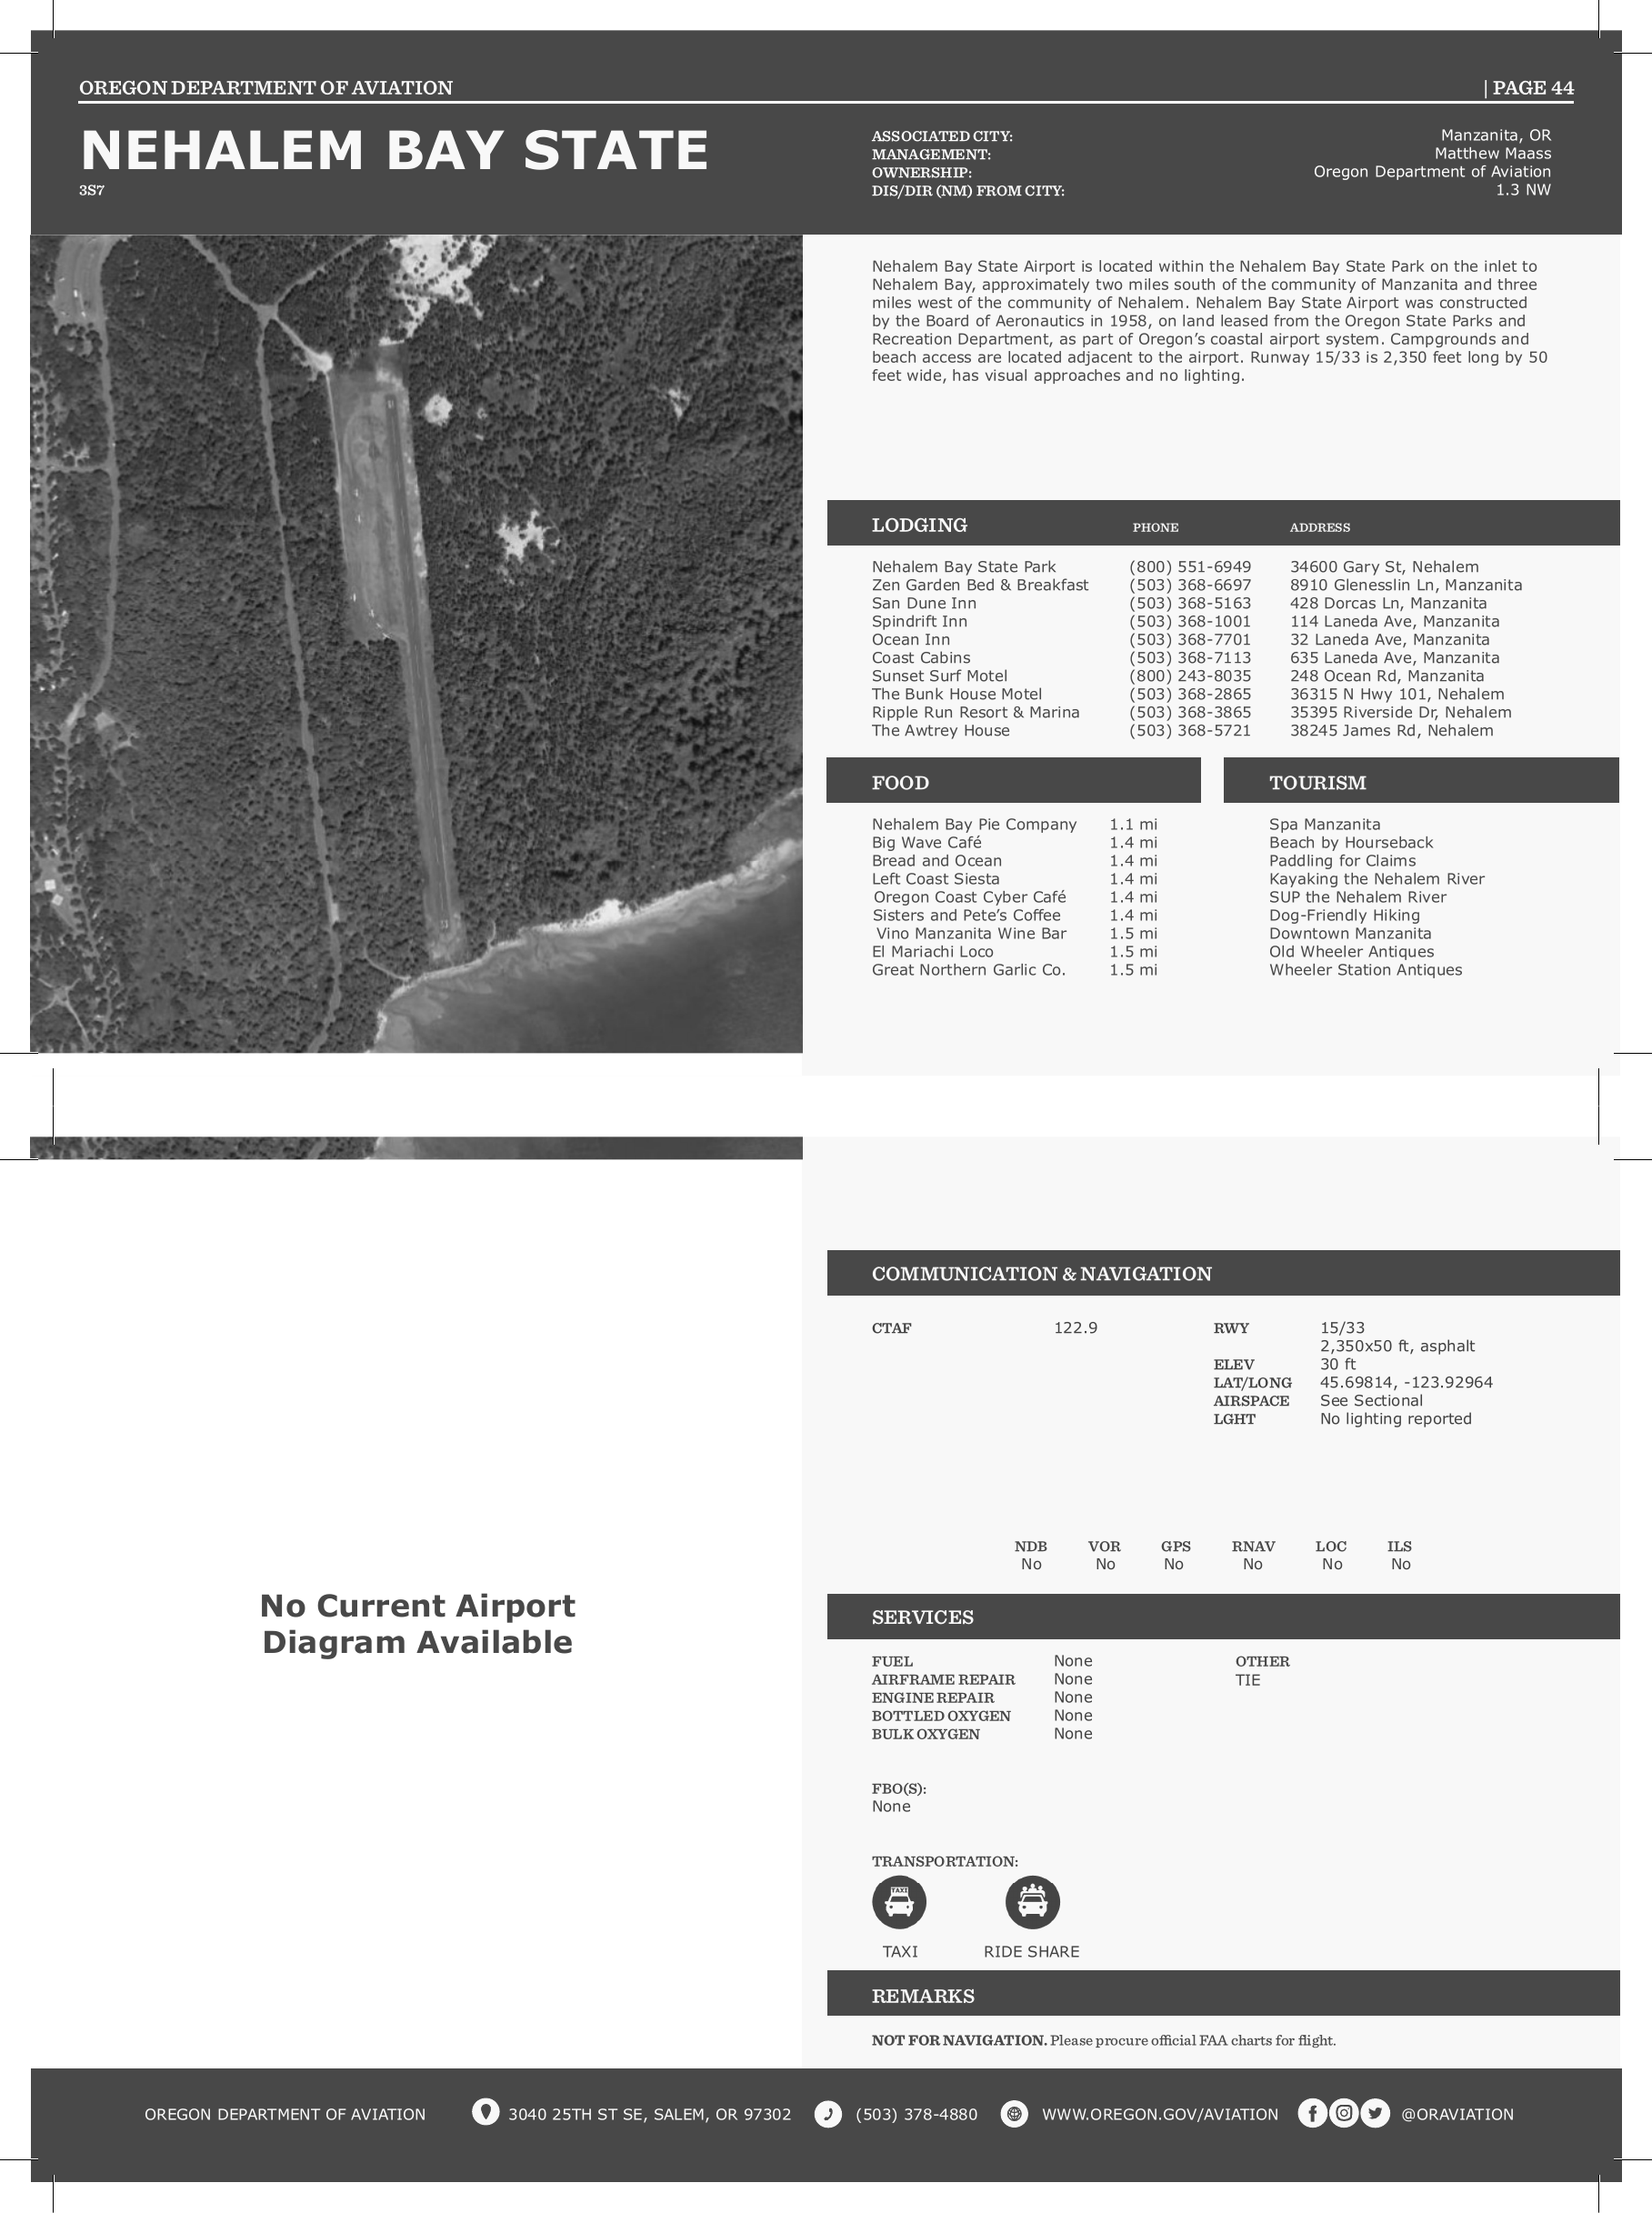 OREGON DEPARTMENT OF AVIATION | PAGE 44
NEHALEM BAY STATE
3S7
ASSOCIATED CITY: Manzanita, OR
MANAGEMENT: Matthew Maass
OWNERSHIP: Oregon Department of Aviation
DIS/DIR (NM) FROM CITY: 1.3 NW
Nehalem Bay State Airport is located within the Nehalem Bay State Park on the inlet to
Nehalem Bay, approximately two miles south of the community of Manzanita and three
miles west of the community of Nehalem. Nehalem Bay State Airport was constructed
by the Board of Aeronautics in 1958, on land leased from the Oregon State Parks and
Recreation Department, as part of Oregon’s coastal airport system. Campgrounds and
beach access are located adjacent to the airport. Runway 15/33 is 2,350 feet long by 50
feet wide, has visual approaches and no lighting.
LODGING PHONE ADDRESS
Nehalem Bay State Park (800) 551-6949 34600 Gary St, Nehalem
Zen Garden Bed & Breakfast (503) 368-6697 8910 Glenesslin Ln, Manzanita
San Dune Inn (503) 368-5163 428 Dorcas Ln, Manzanita
Spindrift Inn (503) 368-1001 114 Laneda Ave, Manzanita
Ocean Inn (503) 368-7701 32 Laneda Ave, Manzanita
Coast Cabins (503) 368-7113 635 Laneda Ave, Manzanita
Sunset Surf Motel (800) 243-8035 248 Ocean Rd, Manzanita
The Bunk House Motel (503) 368-2865 36315 N Hwy 101, Nehalem
Ripple Run Resort & Marina (503) 368-3865 35395 Riverside Dr, Nehalem
The Awtrey House (503) 368-5721 38245 James Rd, Nehalem
FOOD
Nehalem Bay Pie Company 1.1 mi
Big Wave Café 1.4 mi
Bread and Ocean 1.4 mi
Left Coast Siesta 1.4 mi
Oregon Coast Cyber Café 1.4 mi
Sisters and Pete’s Coffee 1.4 mi
Vino Manzanita Wine Bar 1.5 mi
El Mariachi Loco 1.5 mi
Great Northern Garlic Co. 1.5 mi
TOURISM
Spa Manzanita
Beach by Hourseback
Paddling for Claims
Kayaking the Nehalem River
SUP the Nehalem River
Dog-Friendly Hiking
Downtown Manzanita
Old Wheeler Antiques
Wheeler Station Antiques
No Current Airport
Diagram Available
COMMUNICATION & NAVIGATION
CTAF 122.9
RWY 15/33
2,350x50 ft, asphalt
ELEV 30 ft
LAT/LONG 45.69814, -123.92964
AIRSPACE See Sectional
LGHT No lighting reported
NDB VOR GPS RNAV LOC ILS
No No No No No No
SERVICES
FUEL None
AIRFRAME REPAIR None
ENGINE REPAIR None
BOTTLED OXYGEN None
BULK OXYGEN None
OTHER
TIE
FBO(S):
None
TRANSPORTATION:
TAXI
TAXI RIDE SHARE
REMARKS
NOT FOR NAVIGATION. Please procure official FAA charts for flight.
OREGON DEPARTMENT OF AVIATION 3040 25TH ST SE, SALEM, OR 97302 (503) 378-4880 WWW.OREGON.GOV/AVIATION @ORAVIATION